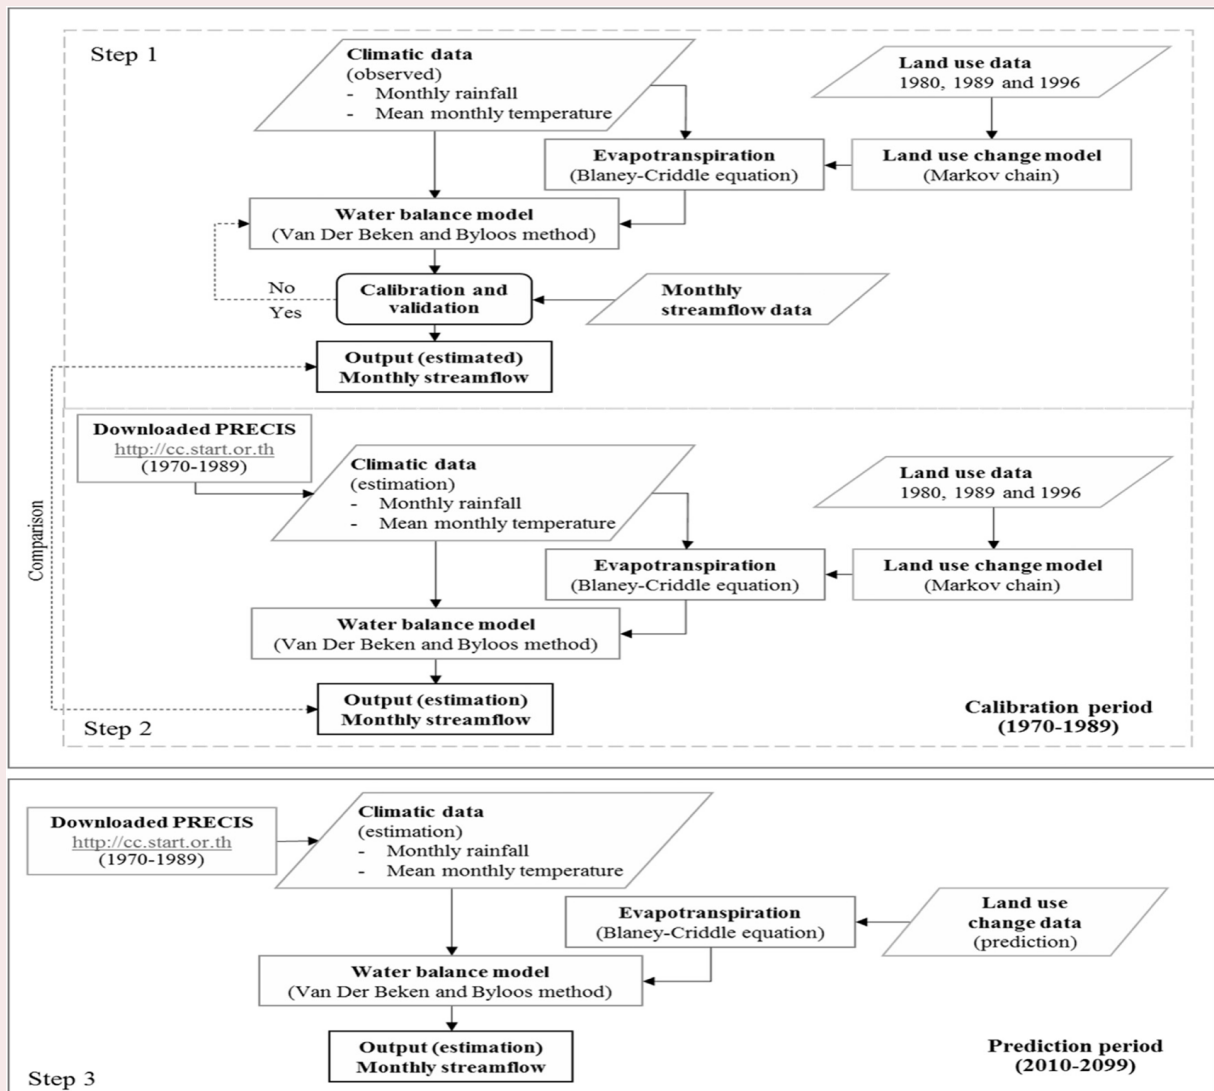 Step 1
Climatic data
(observed)
- Monthly rainfall
- Mean monthly temperature
Land use data
1980, 1989 and 1996
Evapotranspiration
(Blaney-Criddle equation)
Land use change model
(Markov chain)
Water balance model
(Van Der Beken and Byloos method)
No
Yes
Calibration and
validation
Monthly
streamflow data
Output (estimated)
Monthly streamflow
Comparison
Downloaded PRECIS
http://cc.start.or.th
(1970-1989)
Climatic data
(estimation)
- Monthly rainfall
- Mean monthly temperature
Land use data
1980, 1989 and 1996
Evapotranspiration
(Blaney-Criddle equation)
Land use change model
(Markov chain)
Water balance model
(Van Der Beken and Byloos method)
Output (estimation)
Monthly streamflow
Step 2
Calibration period
(1970-1989)
Downloaded PRECIS
http://cc.start.or.th
(1970-1989)
Climatic data
(estimation)
- Monthly rainfall
- Mean monthly temperature
Evapotranspiration
(Blaney-Criddle equation)
Land use
change data
(prediction)
Water balance model
(Van Der Beken and Byloos method)
Output (estimation)
Monthly streamflow
Step 3
Prediction period
(2010-2099)